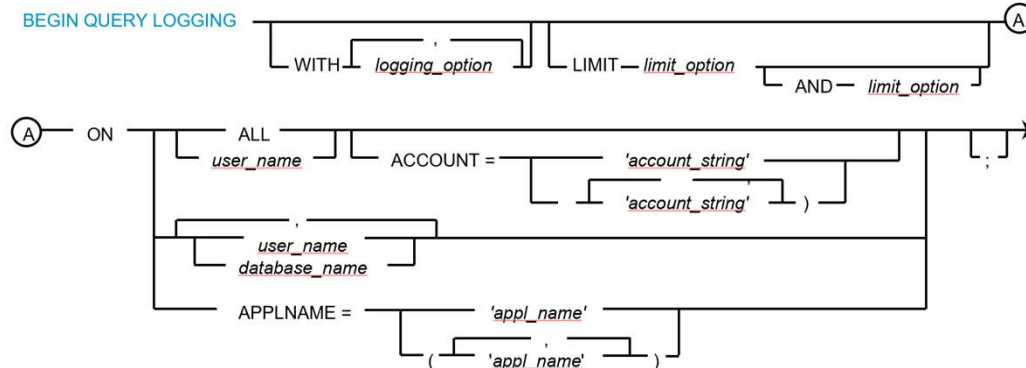 BEGIN QUERY LOGGING
A
,
WITH logging_option LIMIT limit_option
AND limit_option
A ON ALL
user_name ACCOUNT = 'account_string' ;
,
'account_string' )
,
user_name
database_name
APPLNAME = 'appl_name'
,
( 'appl_name' )